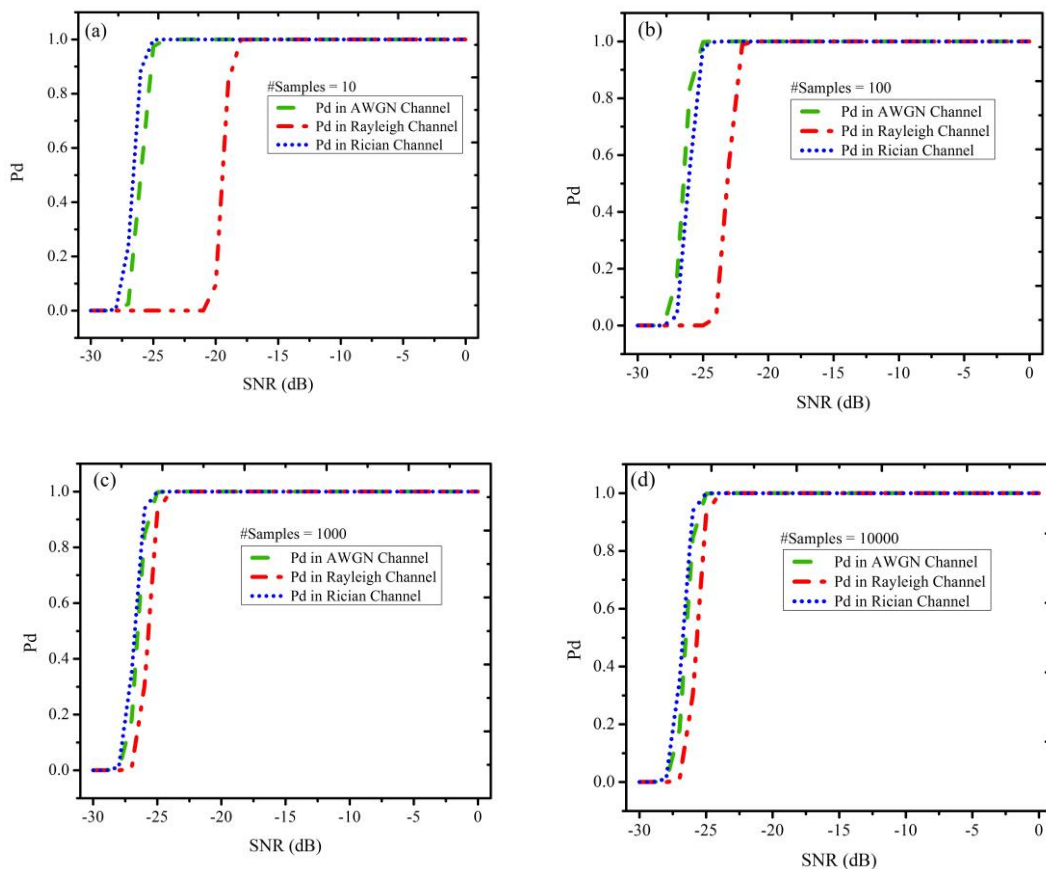 (a)
1.0
0.8
0.6
0.4
0.2
0.0
Pd
#Samples = 10
Pd in AWGN Channel
Pd in Rayleigh Channel
Pd in Rician Channel
-30 -25 -20 -15 -10 -5 0
SNR (dB)
(b)
1.0
0.8
0.6
0.4
0.2
0.0
Pd
#Samples = 100
Pd in AWGN Channel
Pd in Rayleigh Channel
Pd in Rician Channel
-30 -25 -20 -15 -10 -5 0
SNR (dB)
(c)
1.0
0.8
0.6
0.4
0.2
0.0
Pd
#Samples = 1000
Pd in AWGN Channel
Pd in Rayleigh Channel
Pd in Rician Channel
-30 -25 -20 -15 -10 -5 0
SNR (dB)
(d)
1.0
0.8
0.6
0.4
0.2
0.0
Pd
#Samples = 10000
Pd in AWGN Channel
Pd in Rayleigh Channel
Pd in Rician Channel
-30 -25 -20 -15 -10 -5 0
SNR (dB)